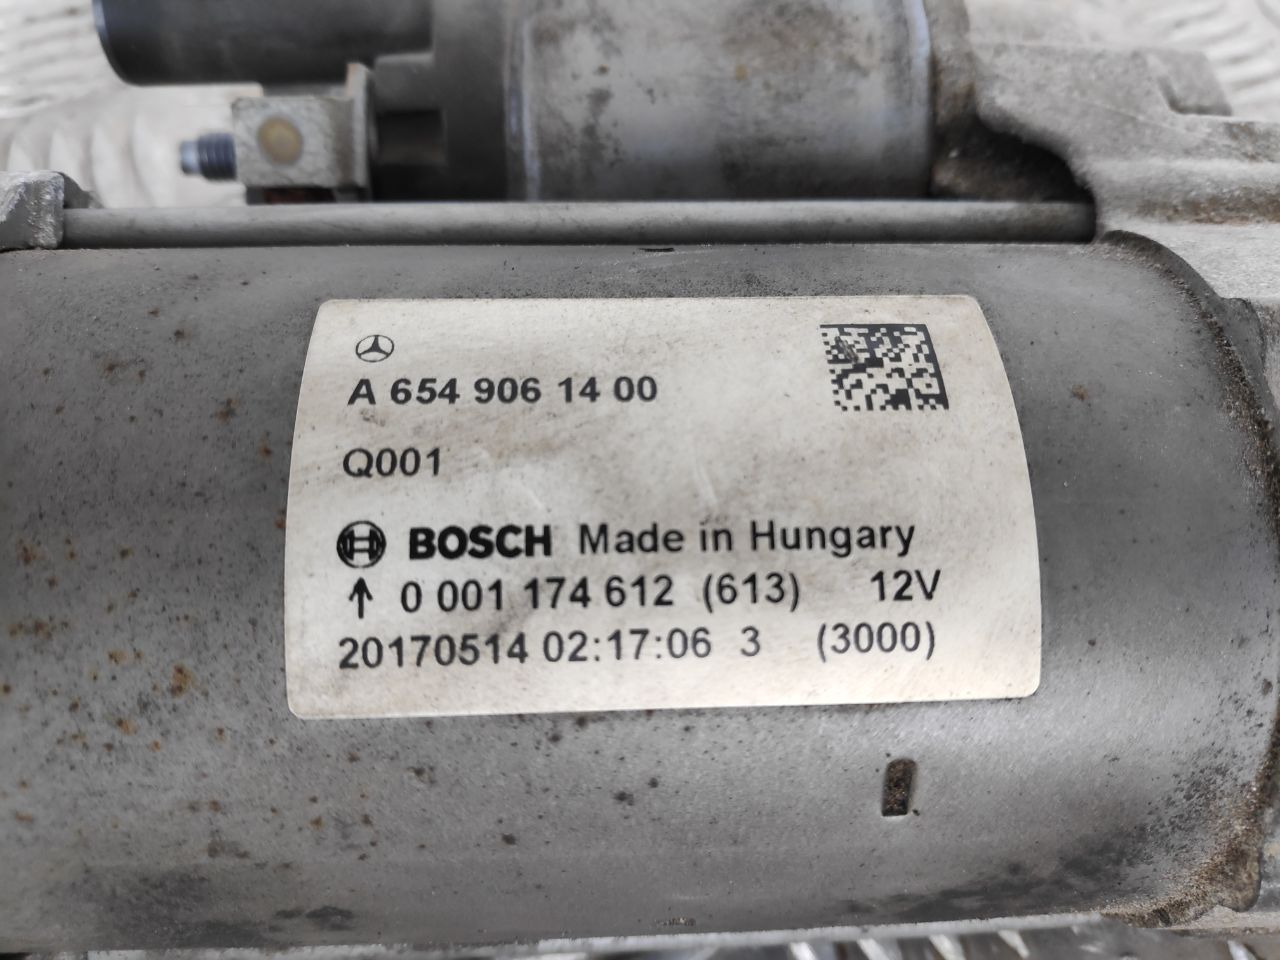 A 654 906 14 00
Q001
BOSCH Made in Hungary
↑ 0 001 174 612 (613) 12V
20170514 02:17:06 3 (3000)